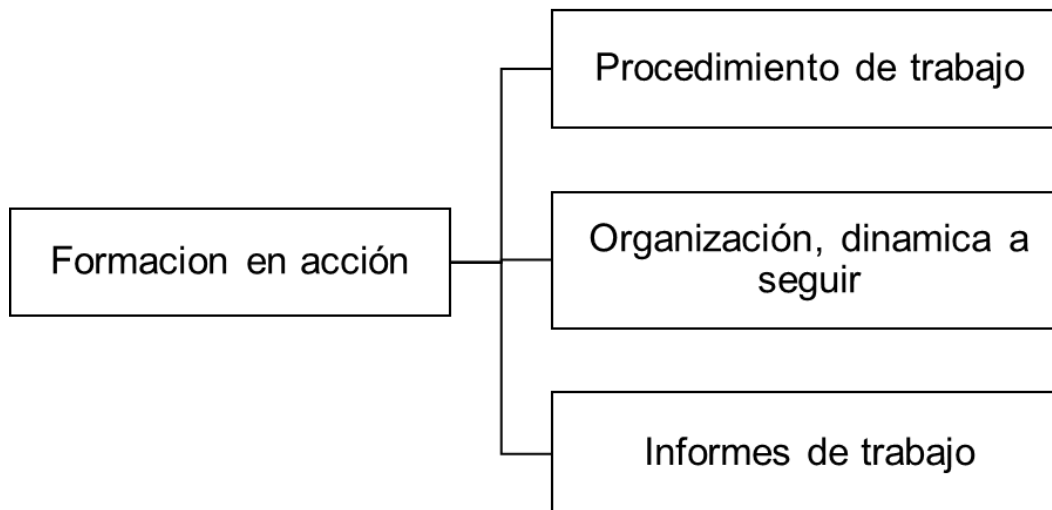 Procedimiento de trabajo
Formacion en acción
Organización, dinamica a
seguir
Informes de trabajo